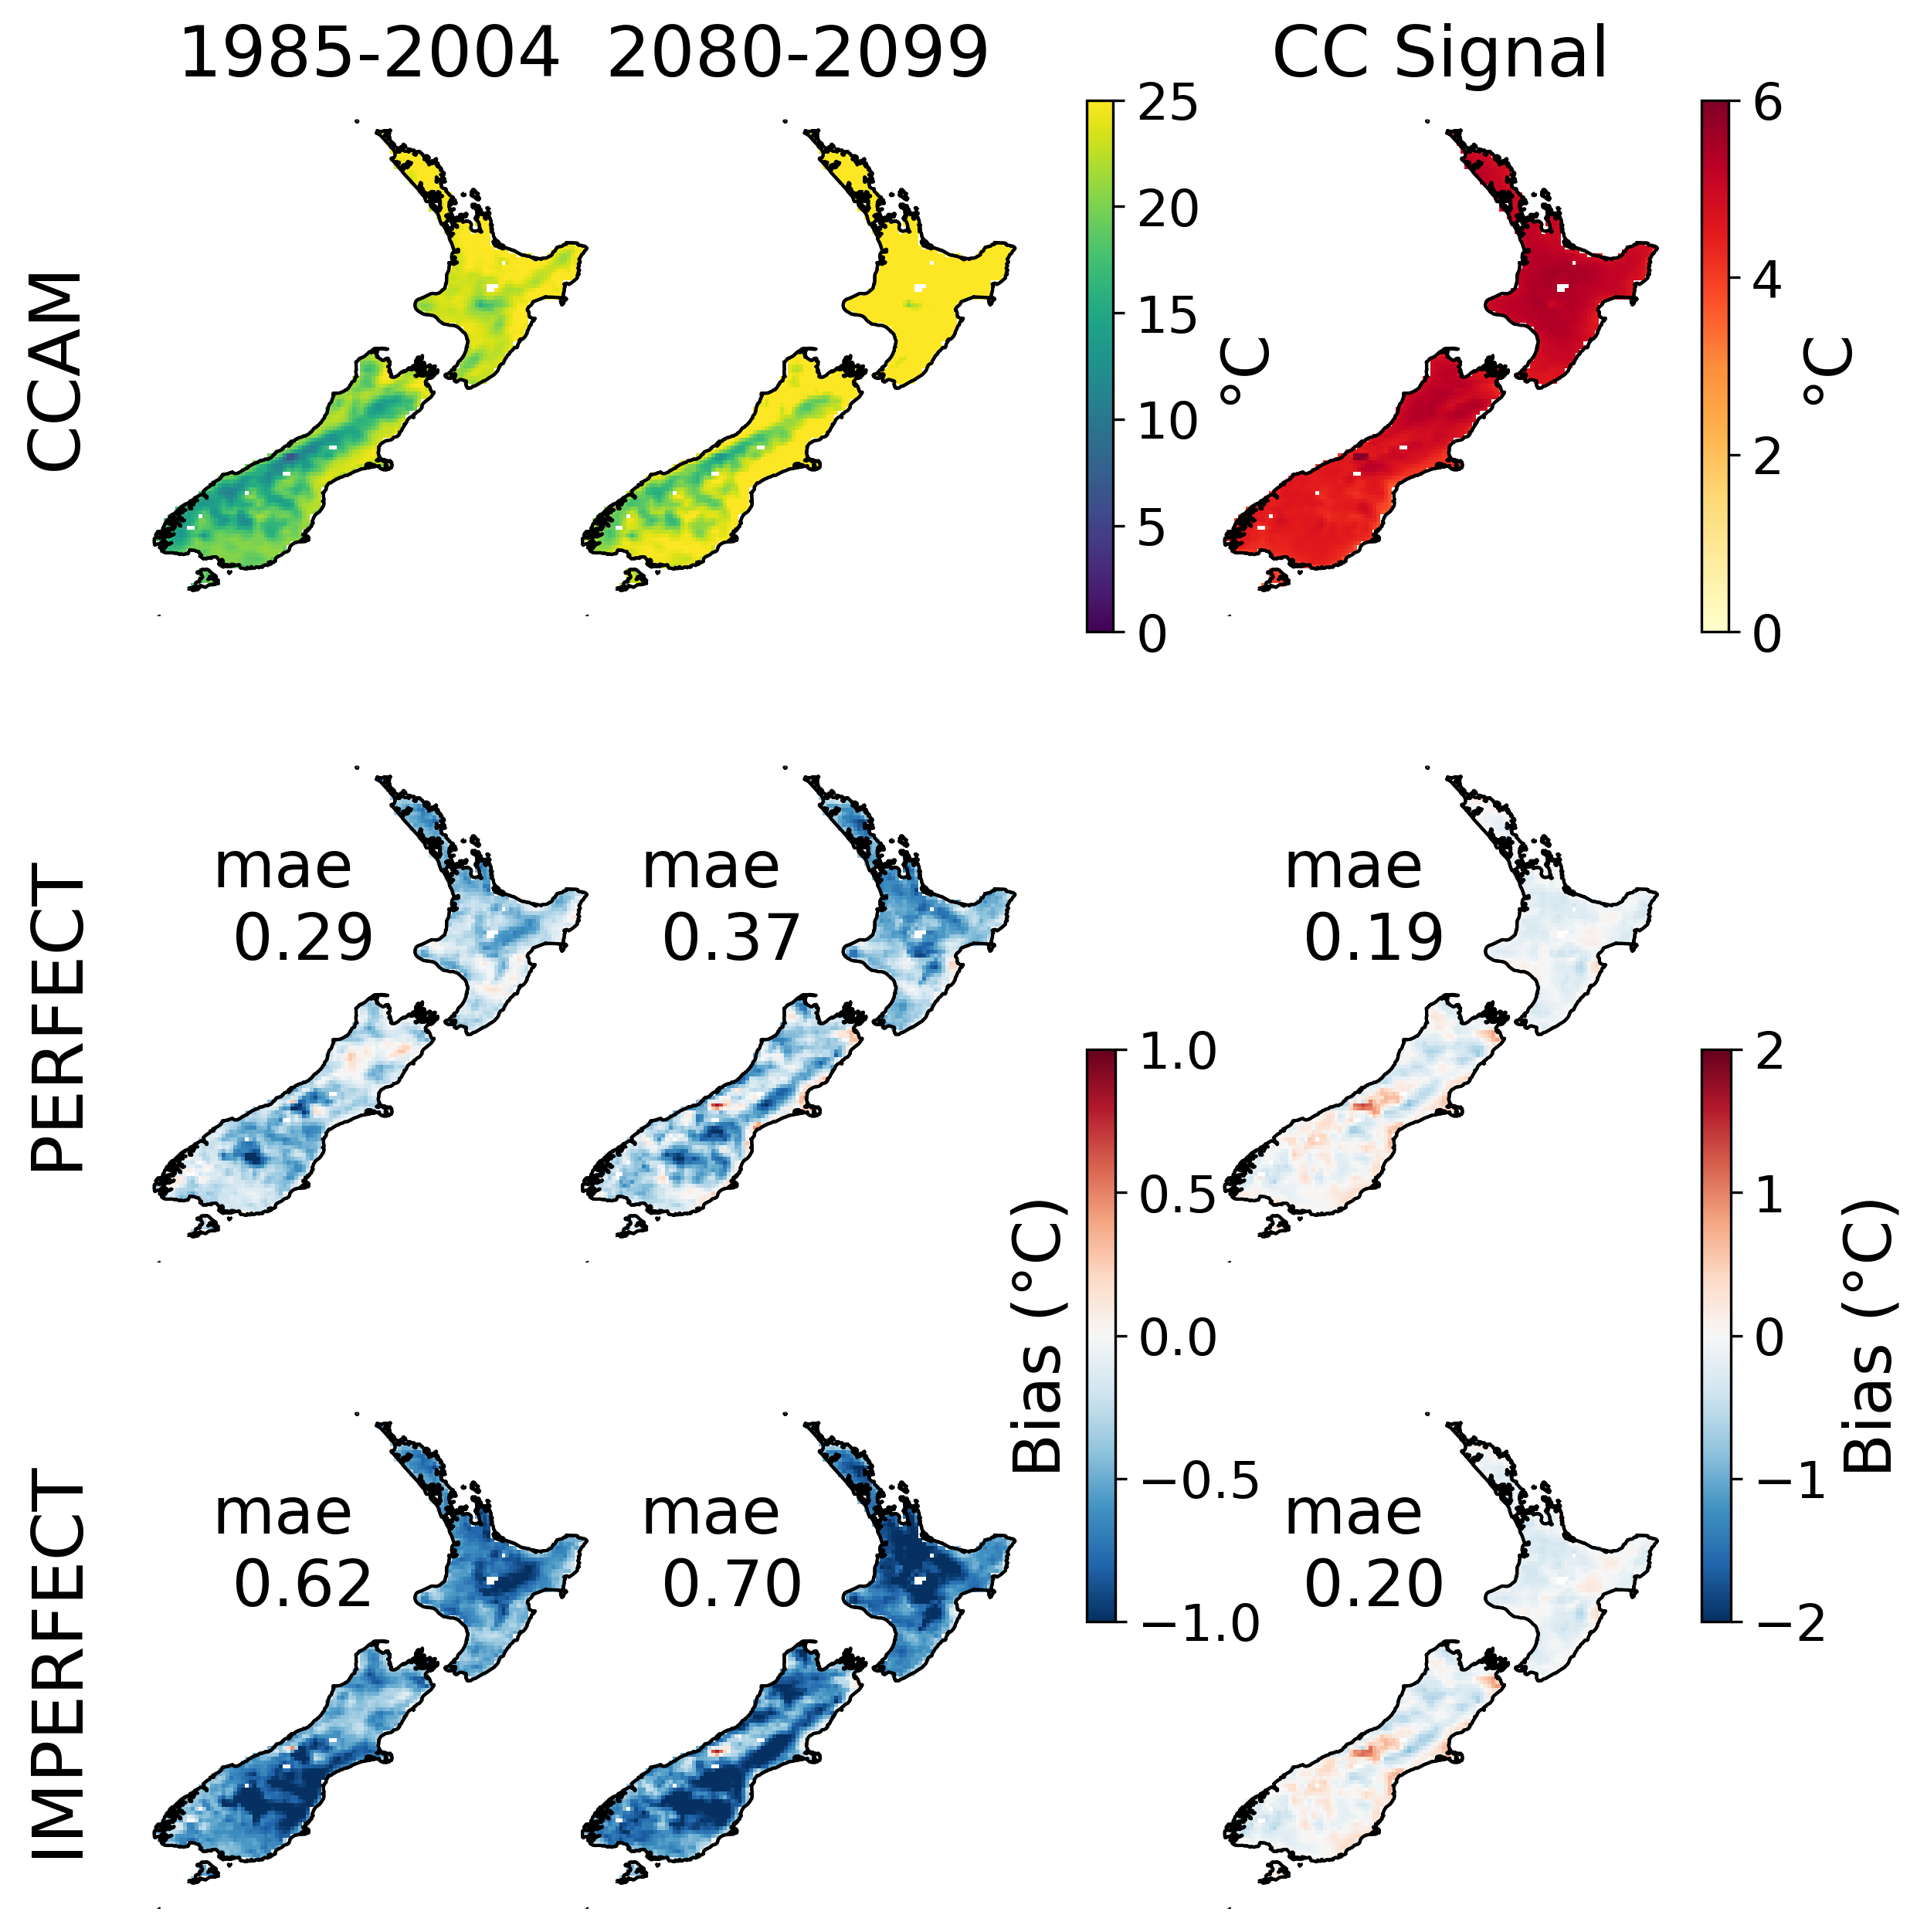 1985-2004 2080-2099 CC Signal
CCAM
25
20
15
10
5
0
°C
6
4
2
0
°C
PERFECT
mae
0.29
mae
0.37
mae
0.19
1.0
0.5
0.0
−0.5
−1.0
Bias (°C)
2
1
0
−1
−2
Bias (°C)
IMPERFECT
mae
0.62
mae
0.70
mae
0.20